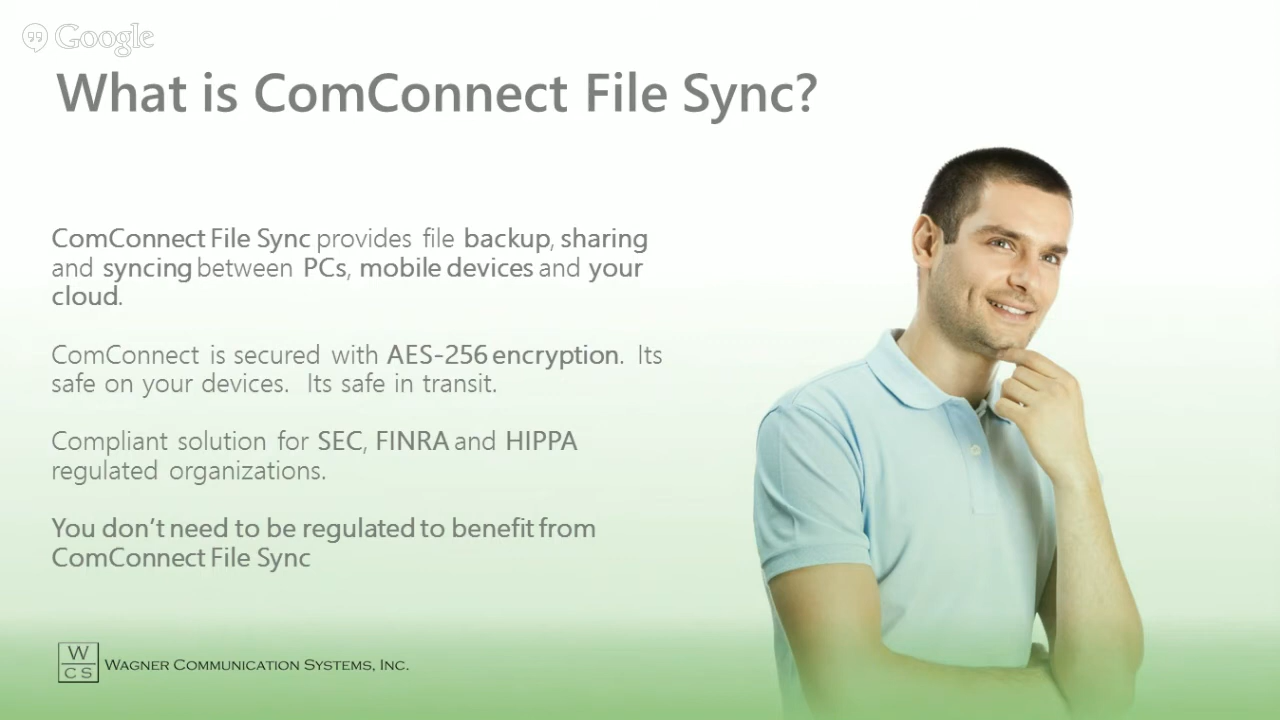 Google
What is ComConnect File Sync?
ComConnect File Sync provides file backup, sharing
and syncing between PCs, mobile devices and your
cloud.
ComConnect is secured with AES-256 encryption. Its
safe on your devices. Its safe in transit.
Compliant solution for SEC, FINRA and HIPPA
regulated organizations.
You don't need to be regulated to benefit from
ComConnect File Sync
W
CS
WAGNER COMMUNICATION SYSTEMS, INC.